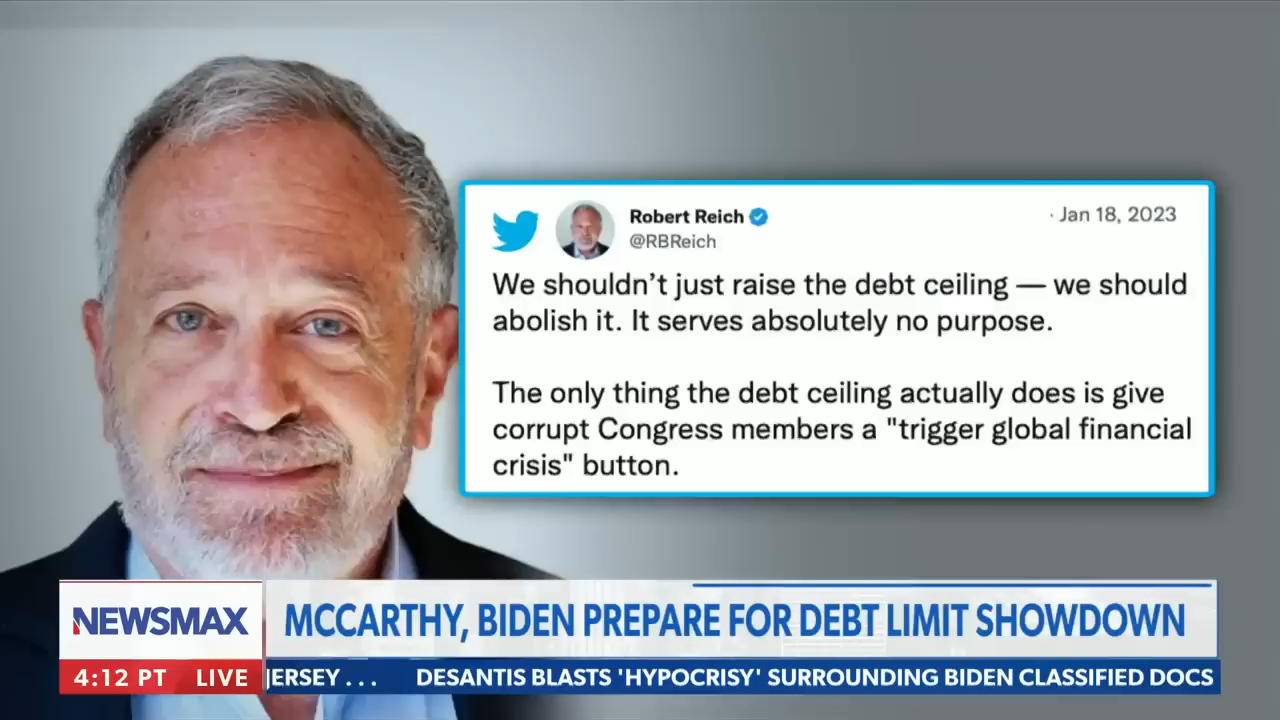 Robert Reich
· Jan 18, 2023
@RBReich
We shouldn’t just raise the debt ceiling — we should
abolish it. It serves absolutely no purpose.
The only thing the debt ceiling actually does is give
corrupt Congress members a "trigger global financial
crisis" button.
NEWSMAX
MCCARTHY, BIDEN PREPARE FOR DEBT LIMIT SHOWDOWN
4:12 PT LIVE
JERSEY . . . DESANTIS BLASTS 'HYPOCRISY' SURROUNDING BIDEN CLASSIFIED DOCS